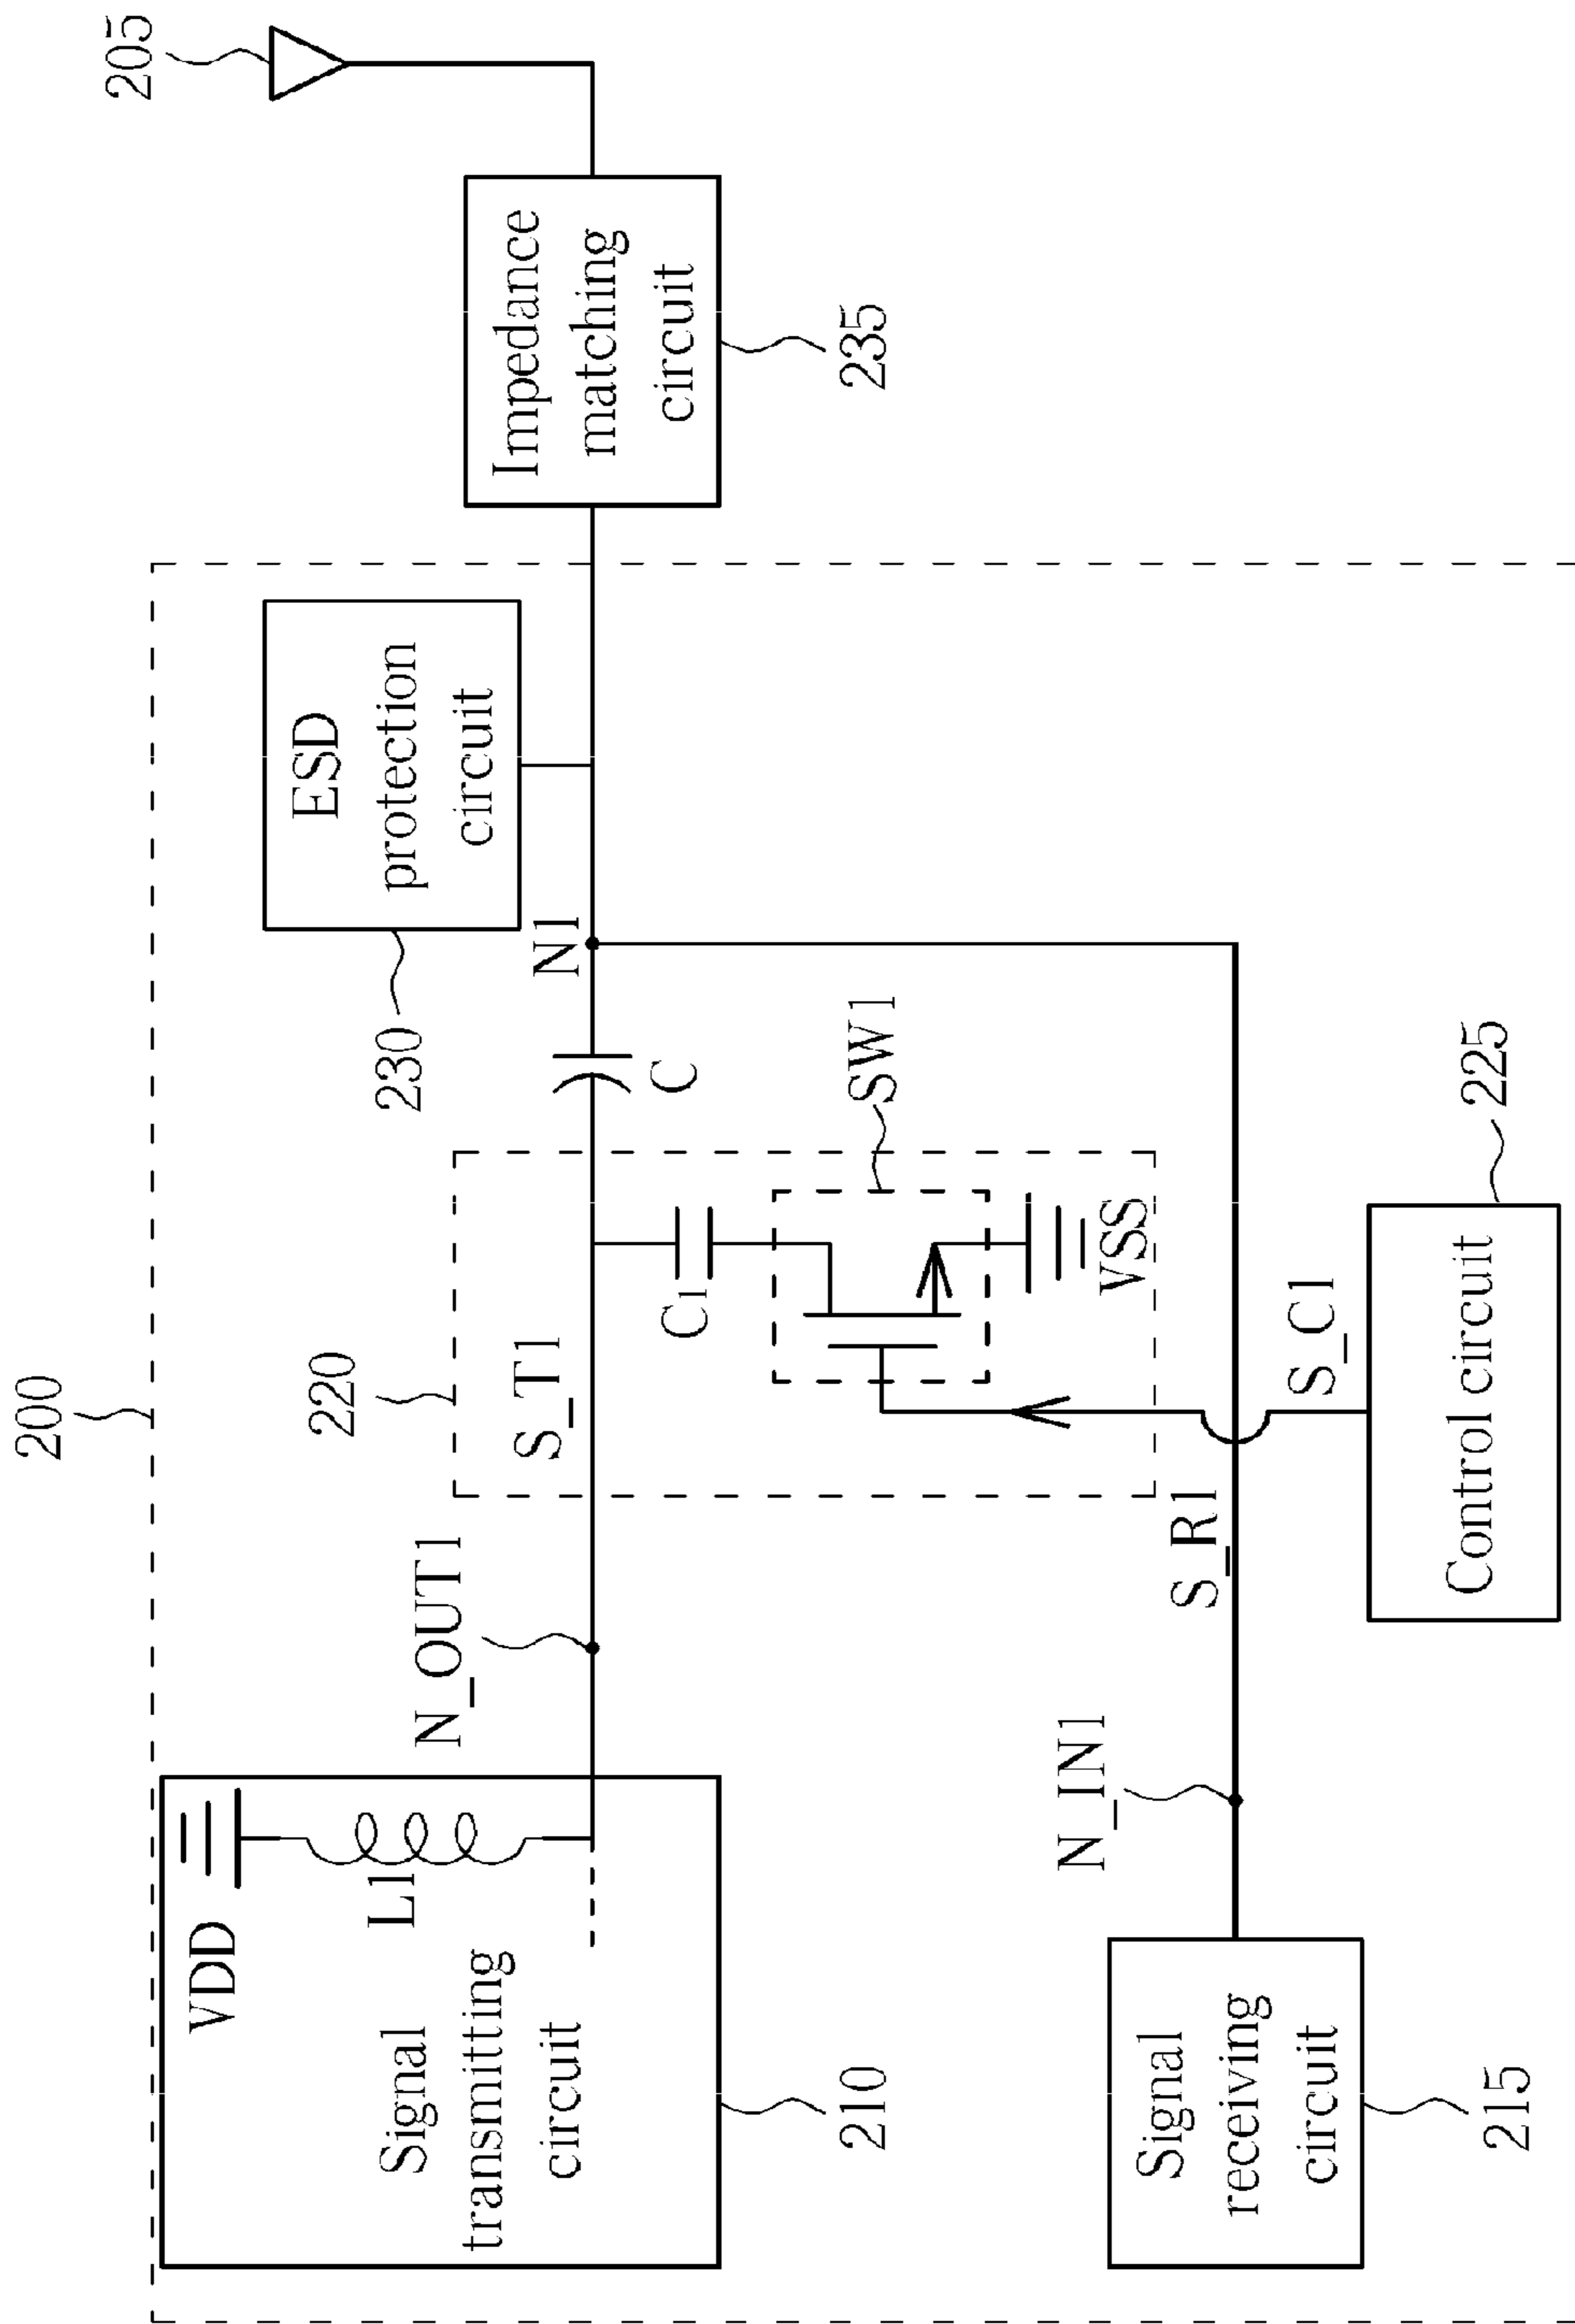 200
205
VDD
L1
Signal
transmitting
circuit
210
N_OUT1
220
S_T1
C1
SW1
VSS
C
N1
230
ESD
protection
circuit
Impedance
matching
circuit
235
Signal
receiving
circuit
215
N_IN1
S_R1
S_C1
Control circuit
225